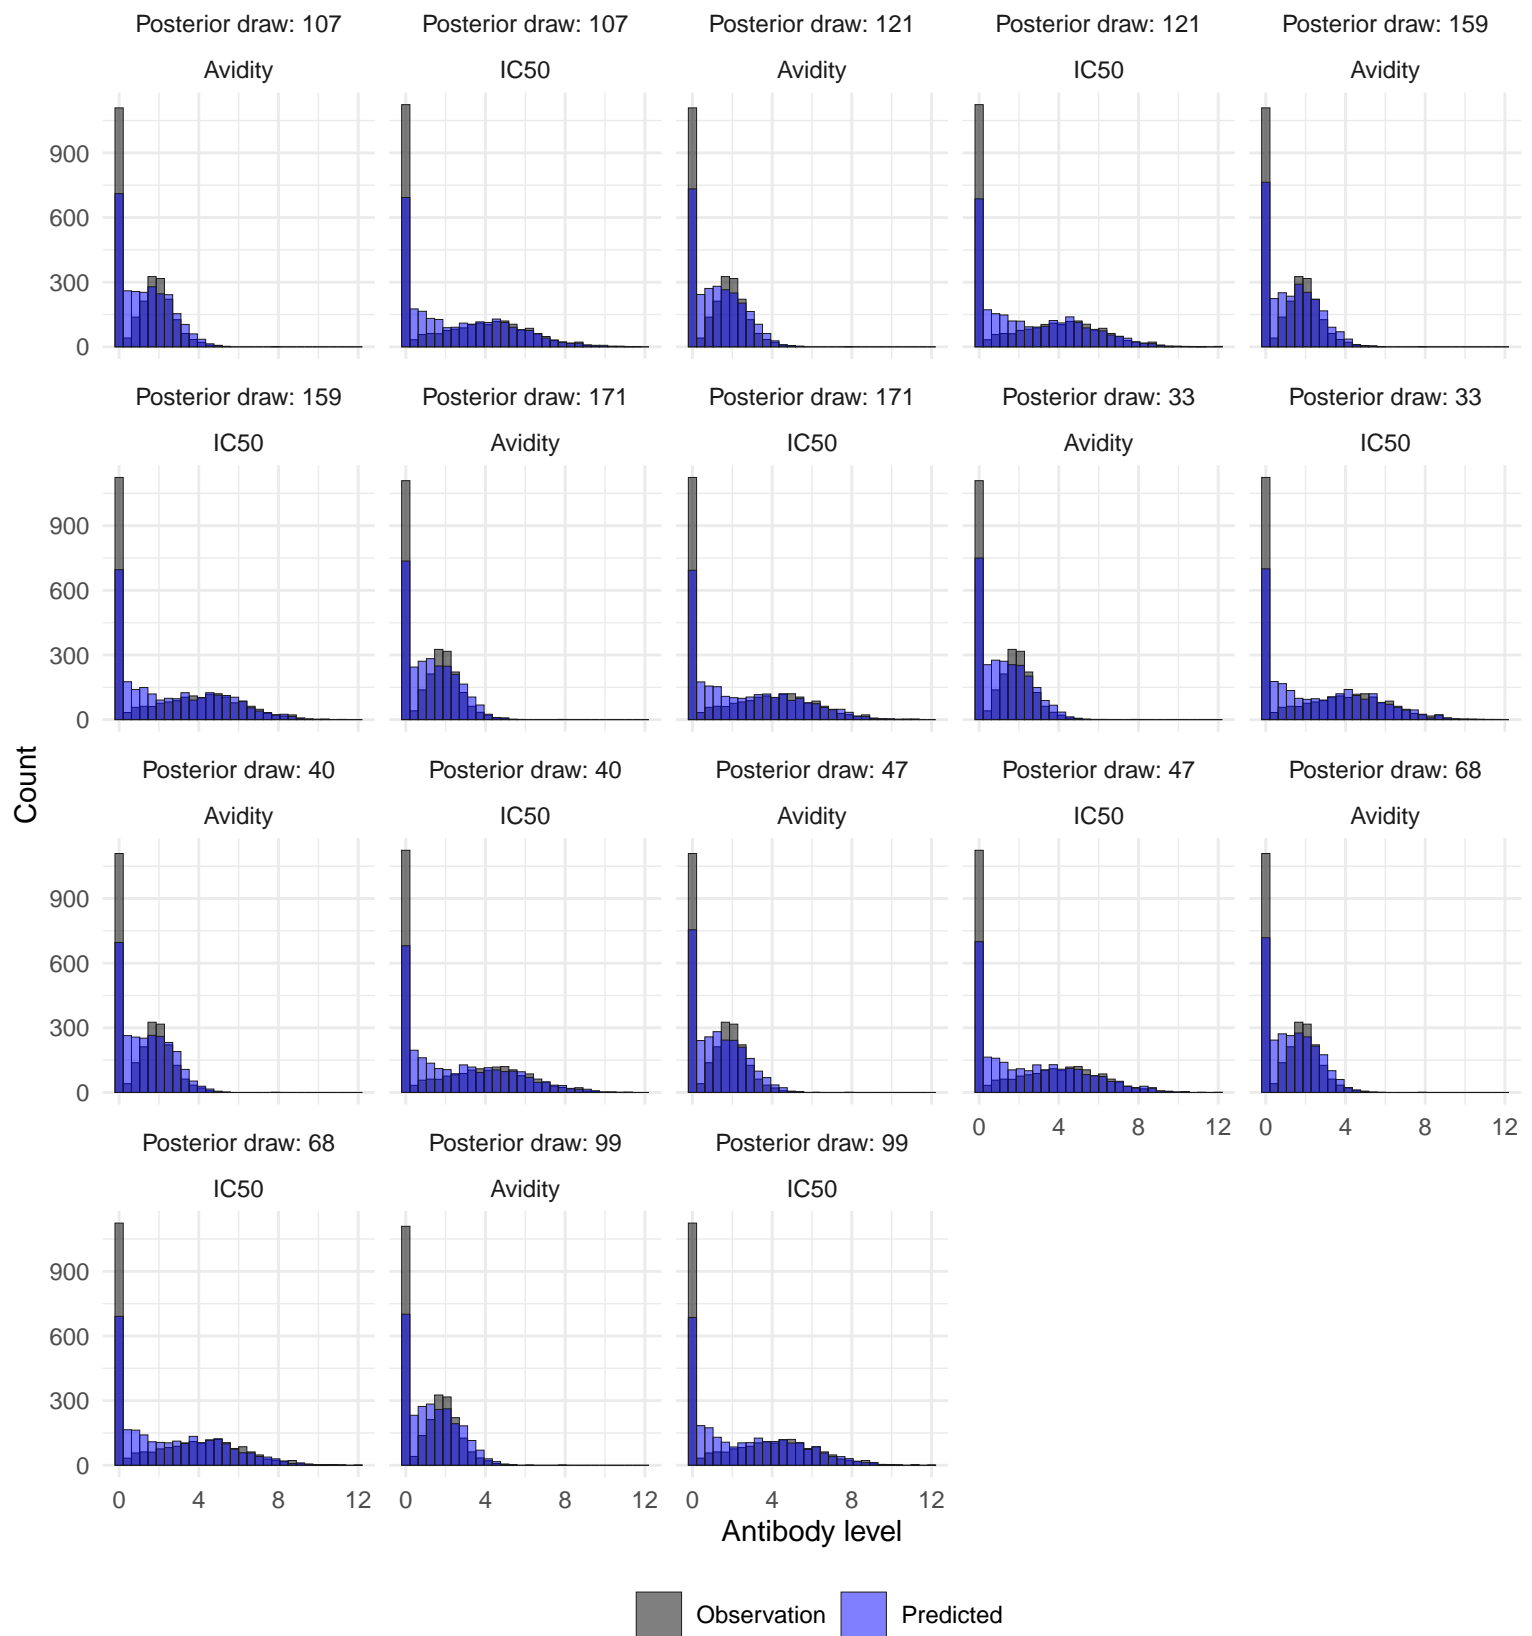 Posterior draw: 107 Posterior draw: 107 Posterior draw: 121 Posterior draw: 121 Posterior draw: 159
Avidity IC50 Avidity IC50 Avidity
900
600
300
0
Posterior draw: 159 Posterior draw: 171 Posterior draw: 171 Posterior draw: 33 Posterior draw: 33
IC50 Avidity IC50 Avidity IC50
900
600
300
0
Count
Posterior draw: 40 Posterior draw: 40 Posterior draw: 47 Posterior draw: 47 Posterior draw: 68
Avidity IC50 Avidity IC50 Avidity
900
600
300
0
0 4 8 12 0 4 8 12
Posterior draw: 68 Posterior draw: 99 Posterior draw: 99
IC50 Avidity IC50
900
600
300
0
0 4 8 12 0 4 8 12 0 4 8 12
Antibody level
Observation Predicted